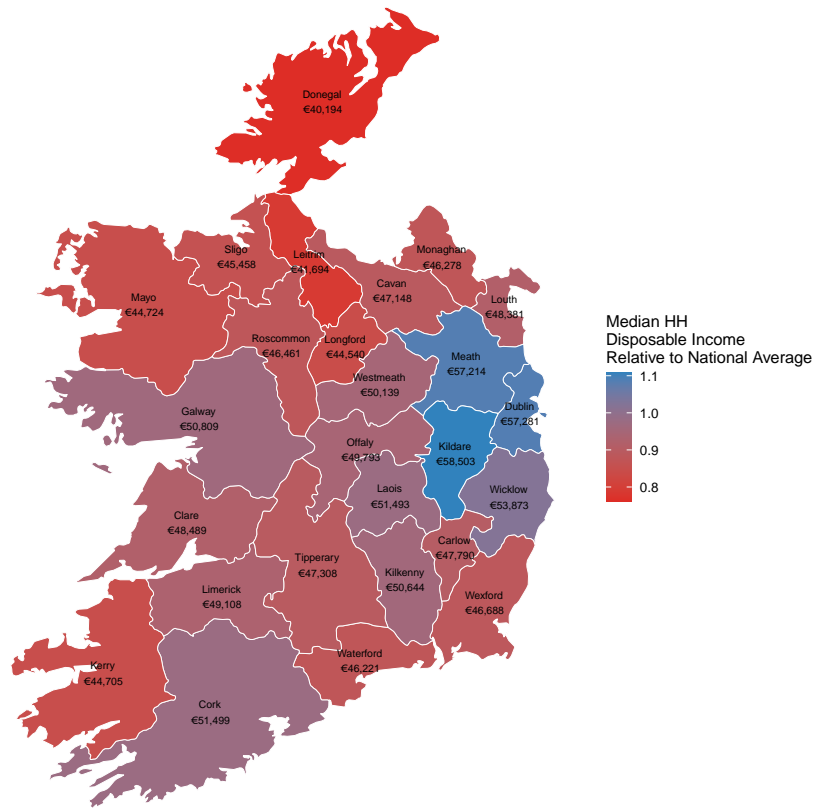 Donegal
€40,194
Sligo
€45,458
Leitrim
€41,694
Monaghan
€46,278
Cavan
€47,148
Mayo
€44,724
Louth
€48,381
Roscommon
€46,461
Longford
€44,540
Meath
€57,214
Westmeath
€50,139
Galway
€50,809
Dublin
€57,281
Offaly
€49,793
Kildare
€58,503
Laois
€51,493
Wicklow
€53,873
Clare
€48,489
Carlow
€47,790
Tipperary
€47,308
Kilkenny
€50,644
Limerick
€49,108
Wexford
€46,688
Waterford
€46,221
Kerry
€44,705
Cork
€51,499
Median HH
Disposable Income
Relative to National Average
1.1
1.0
0.9
0.8